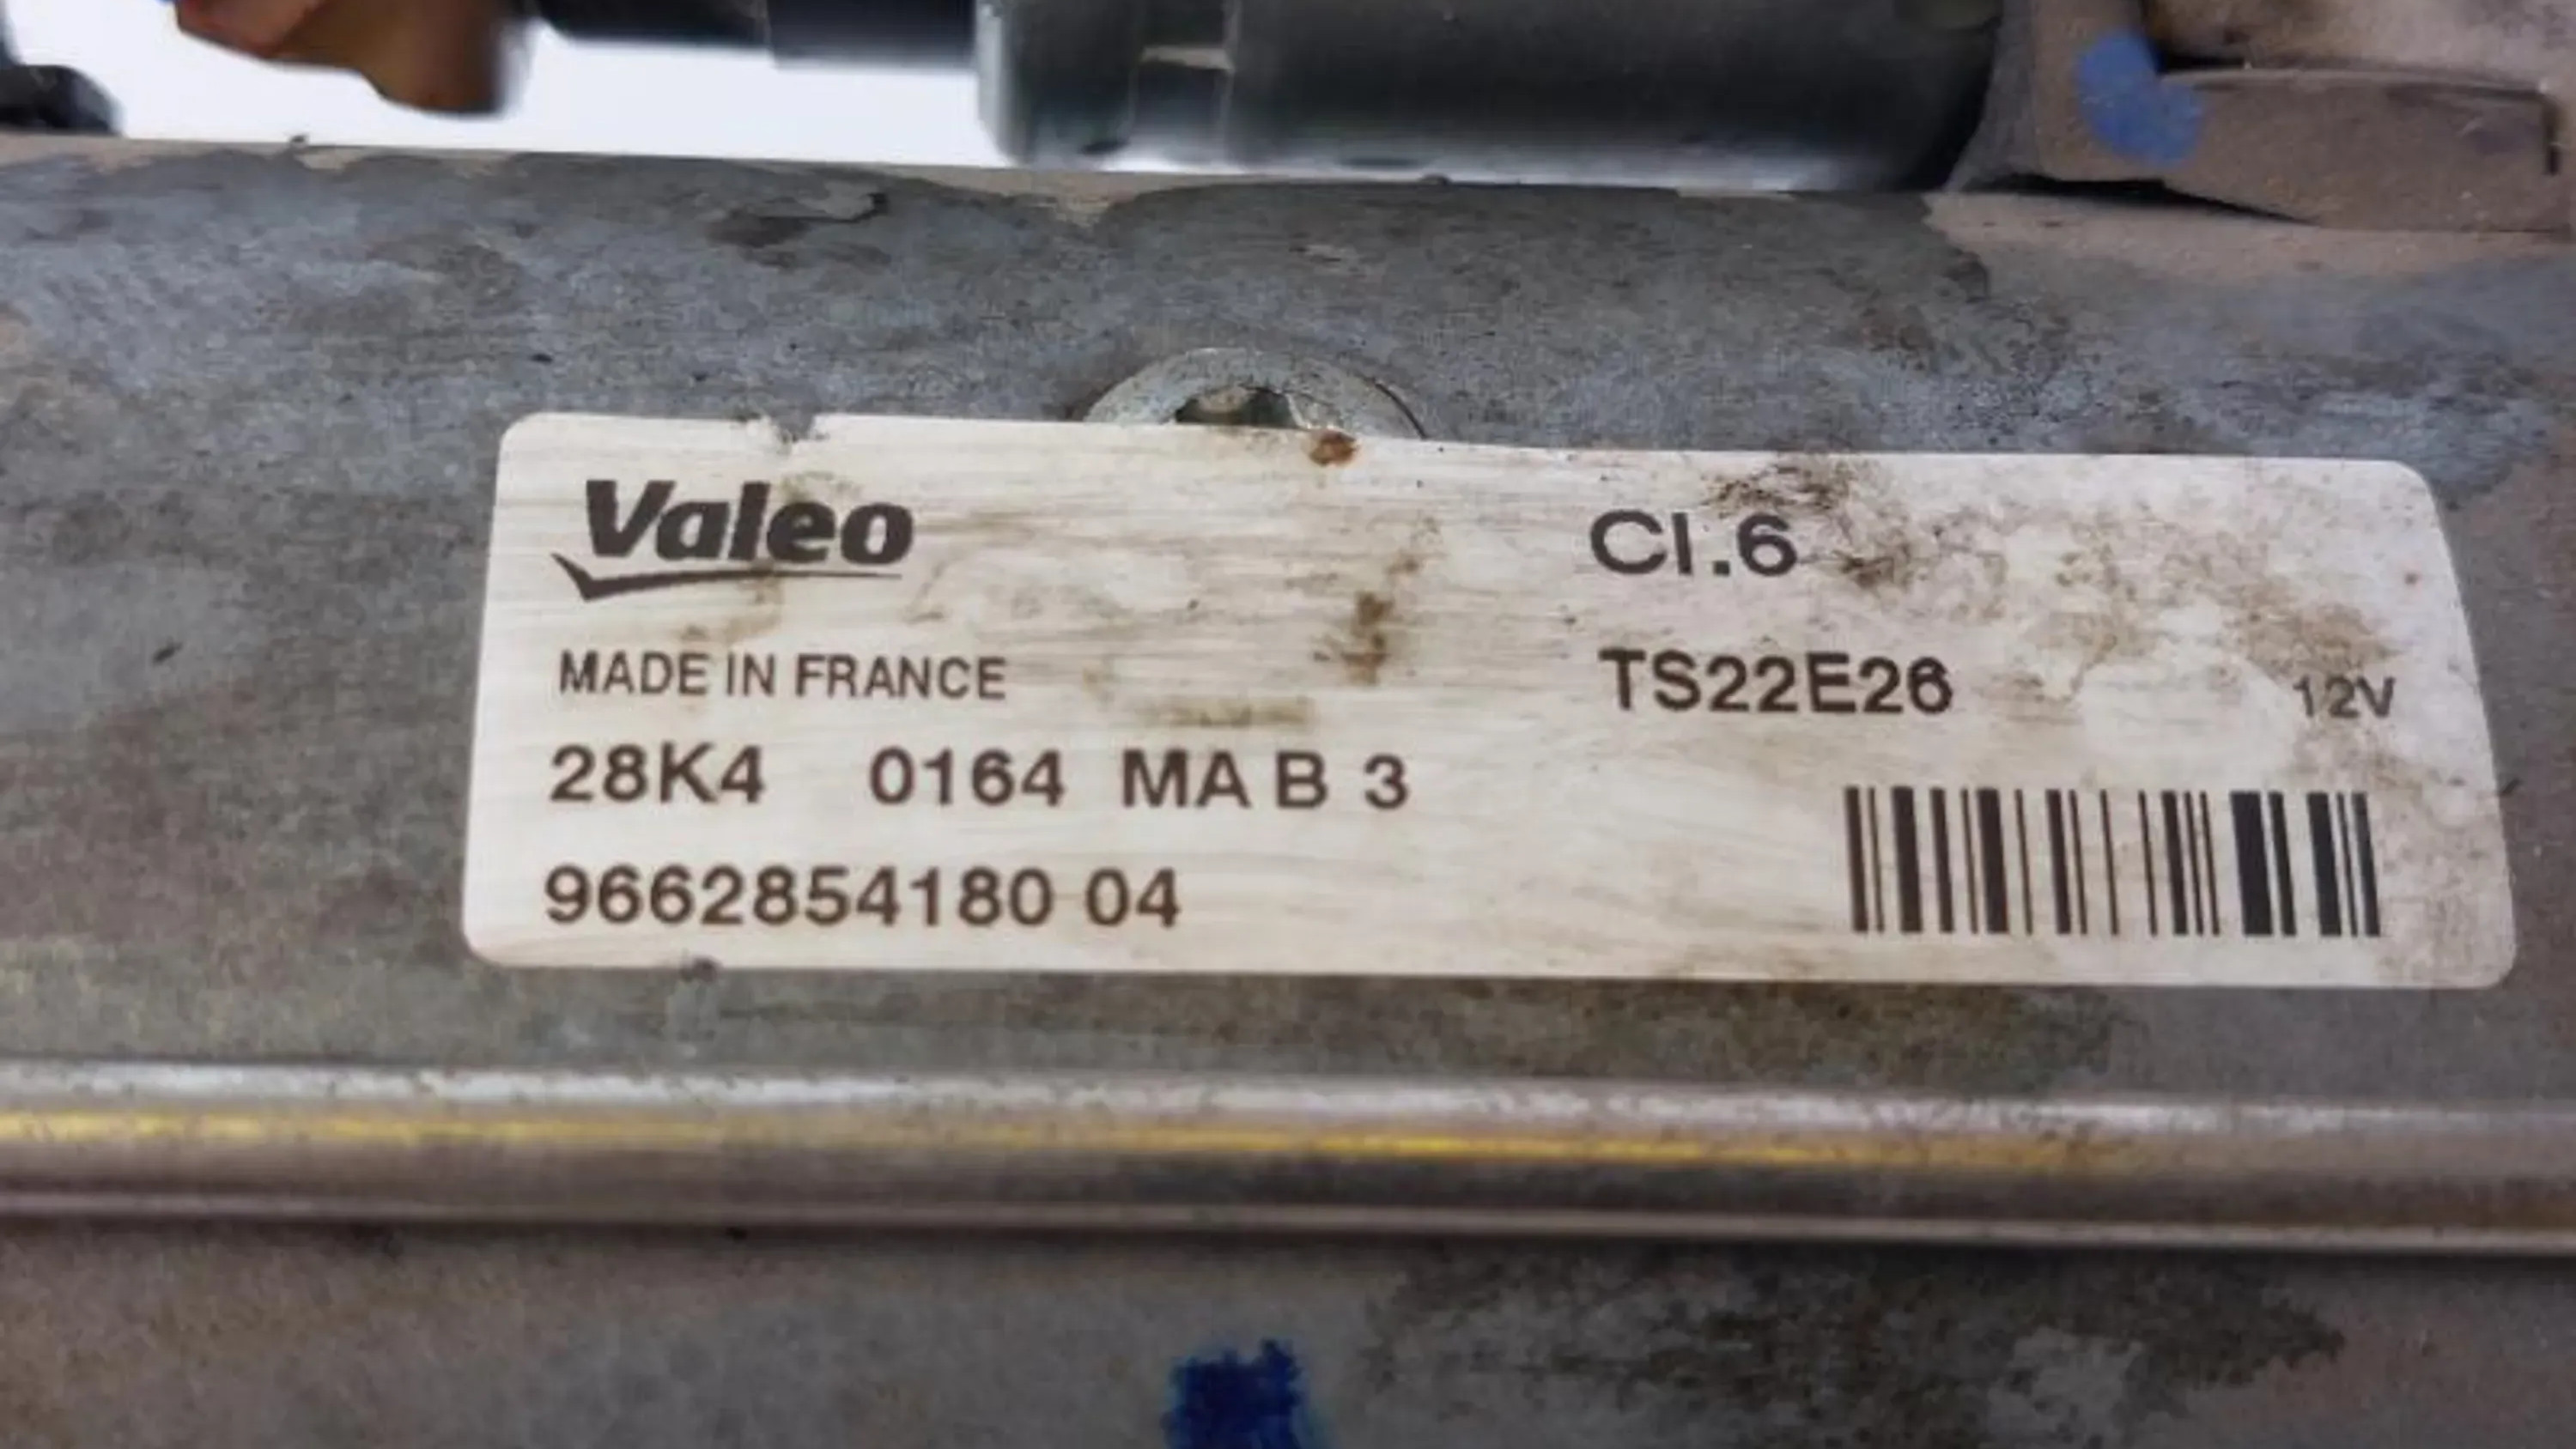 Valeo
Cl.6
MADE IN FRANCE
TS22E26
12V
28K4 0164 MA B 3
9662854180 04